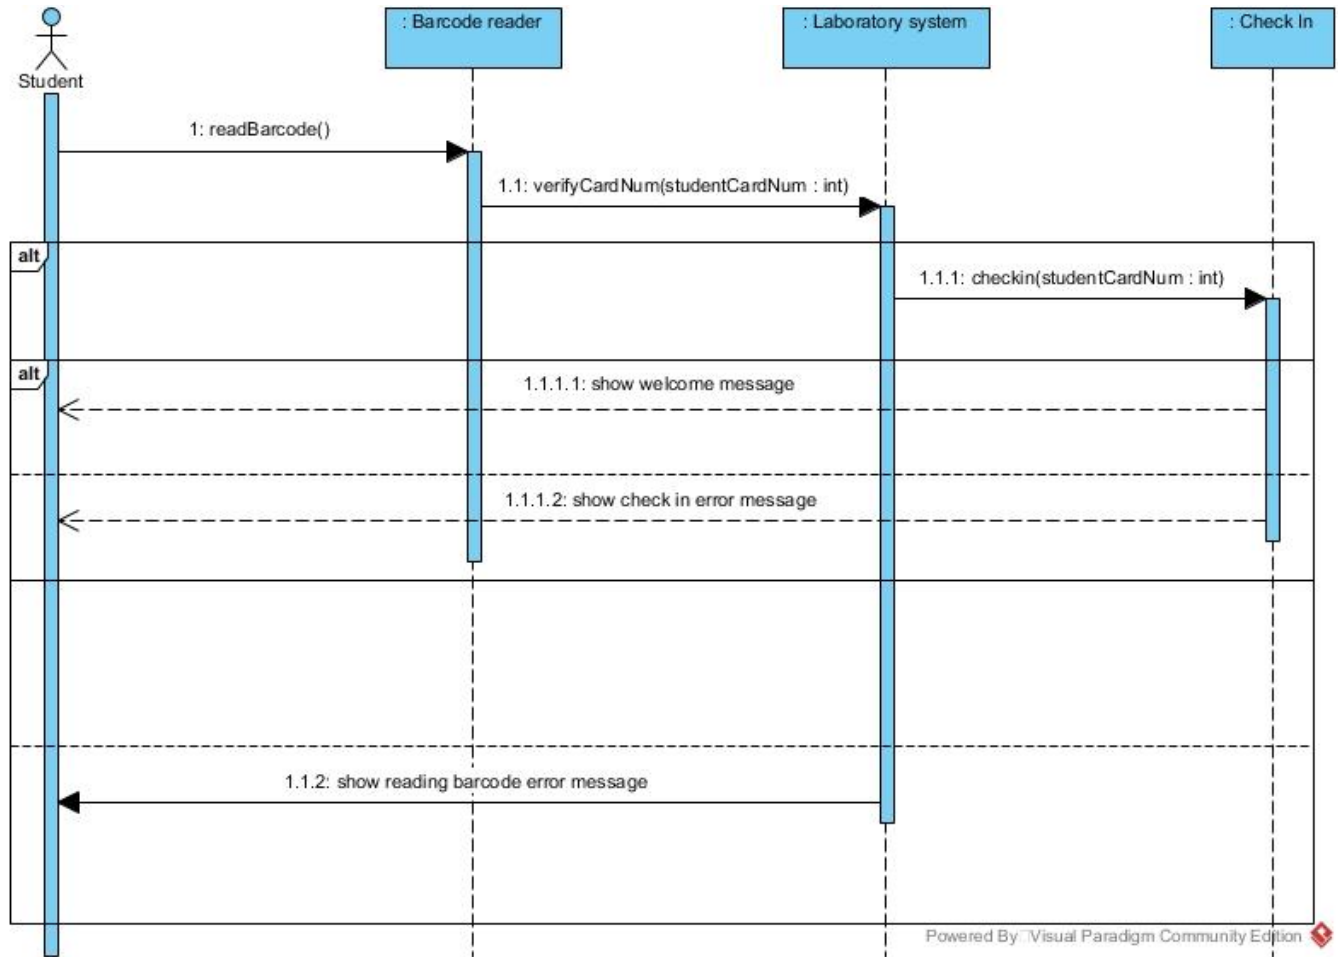 : Barcode reader
: Laboratory system
: Check In
Student
1: readBarcode()
1.1: verifyCardNum(studentCardNum : int)
alt
1.1.1: checkin(studentCardNum : int)
alt
1.1.1.1: show welcome message
1.1.1.2: show check in error message
1.1.2: show reading barcode error message
Powered By Visual Paradigm Community Edition